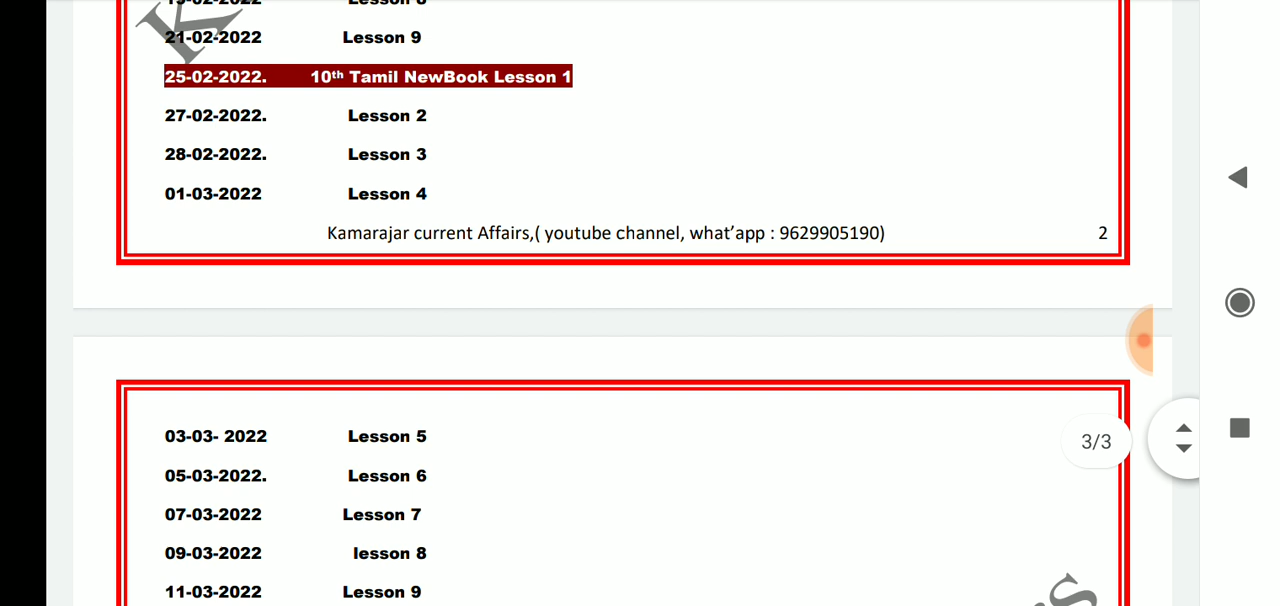 21-02-2022 Lesson 9
25-02-2022. 10th Tamil NewBook Lesson 1
27-02-2022. Lesson 2
28-02-2022. Lesson 3
01-03-2022 Lesson 4
Kamarajar current Affairs,( youtube channel, what’app : 9629905190) 2
03-03- 2022 Lesson 5
3/3
05-03-2022. Lesson 6
07-03-2022 Lesson 7
09-03-2022 lesson 8
11-03-2022 Lesson 9